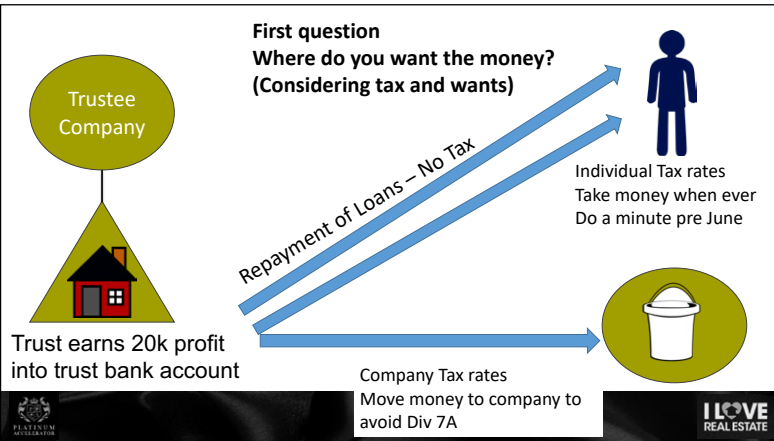 First question
Where do you want the money?
(Considering tax and wants)
Trustee
Company
Repayment of Loans – No Tax
Individual Tax rates
Take money when ever
Do a minute pre June
Trust earns 20k profit
into trust bank account
Company Tax rates
Move money to company to
avoid Div 7A
PLATINUM
ACCELERATOR
I LOVE
REAL ESTATE